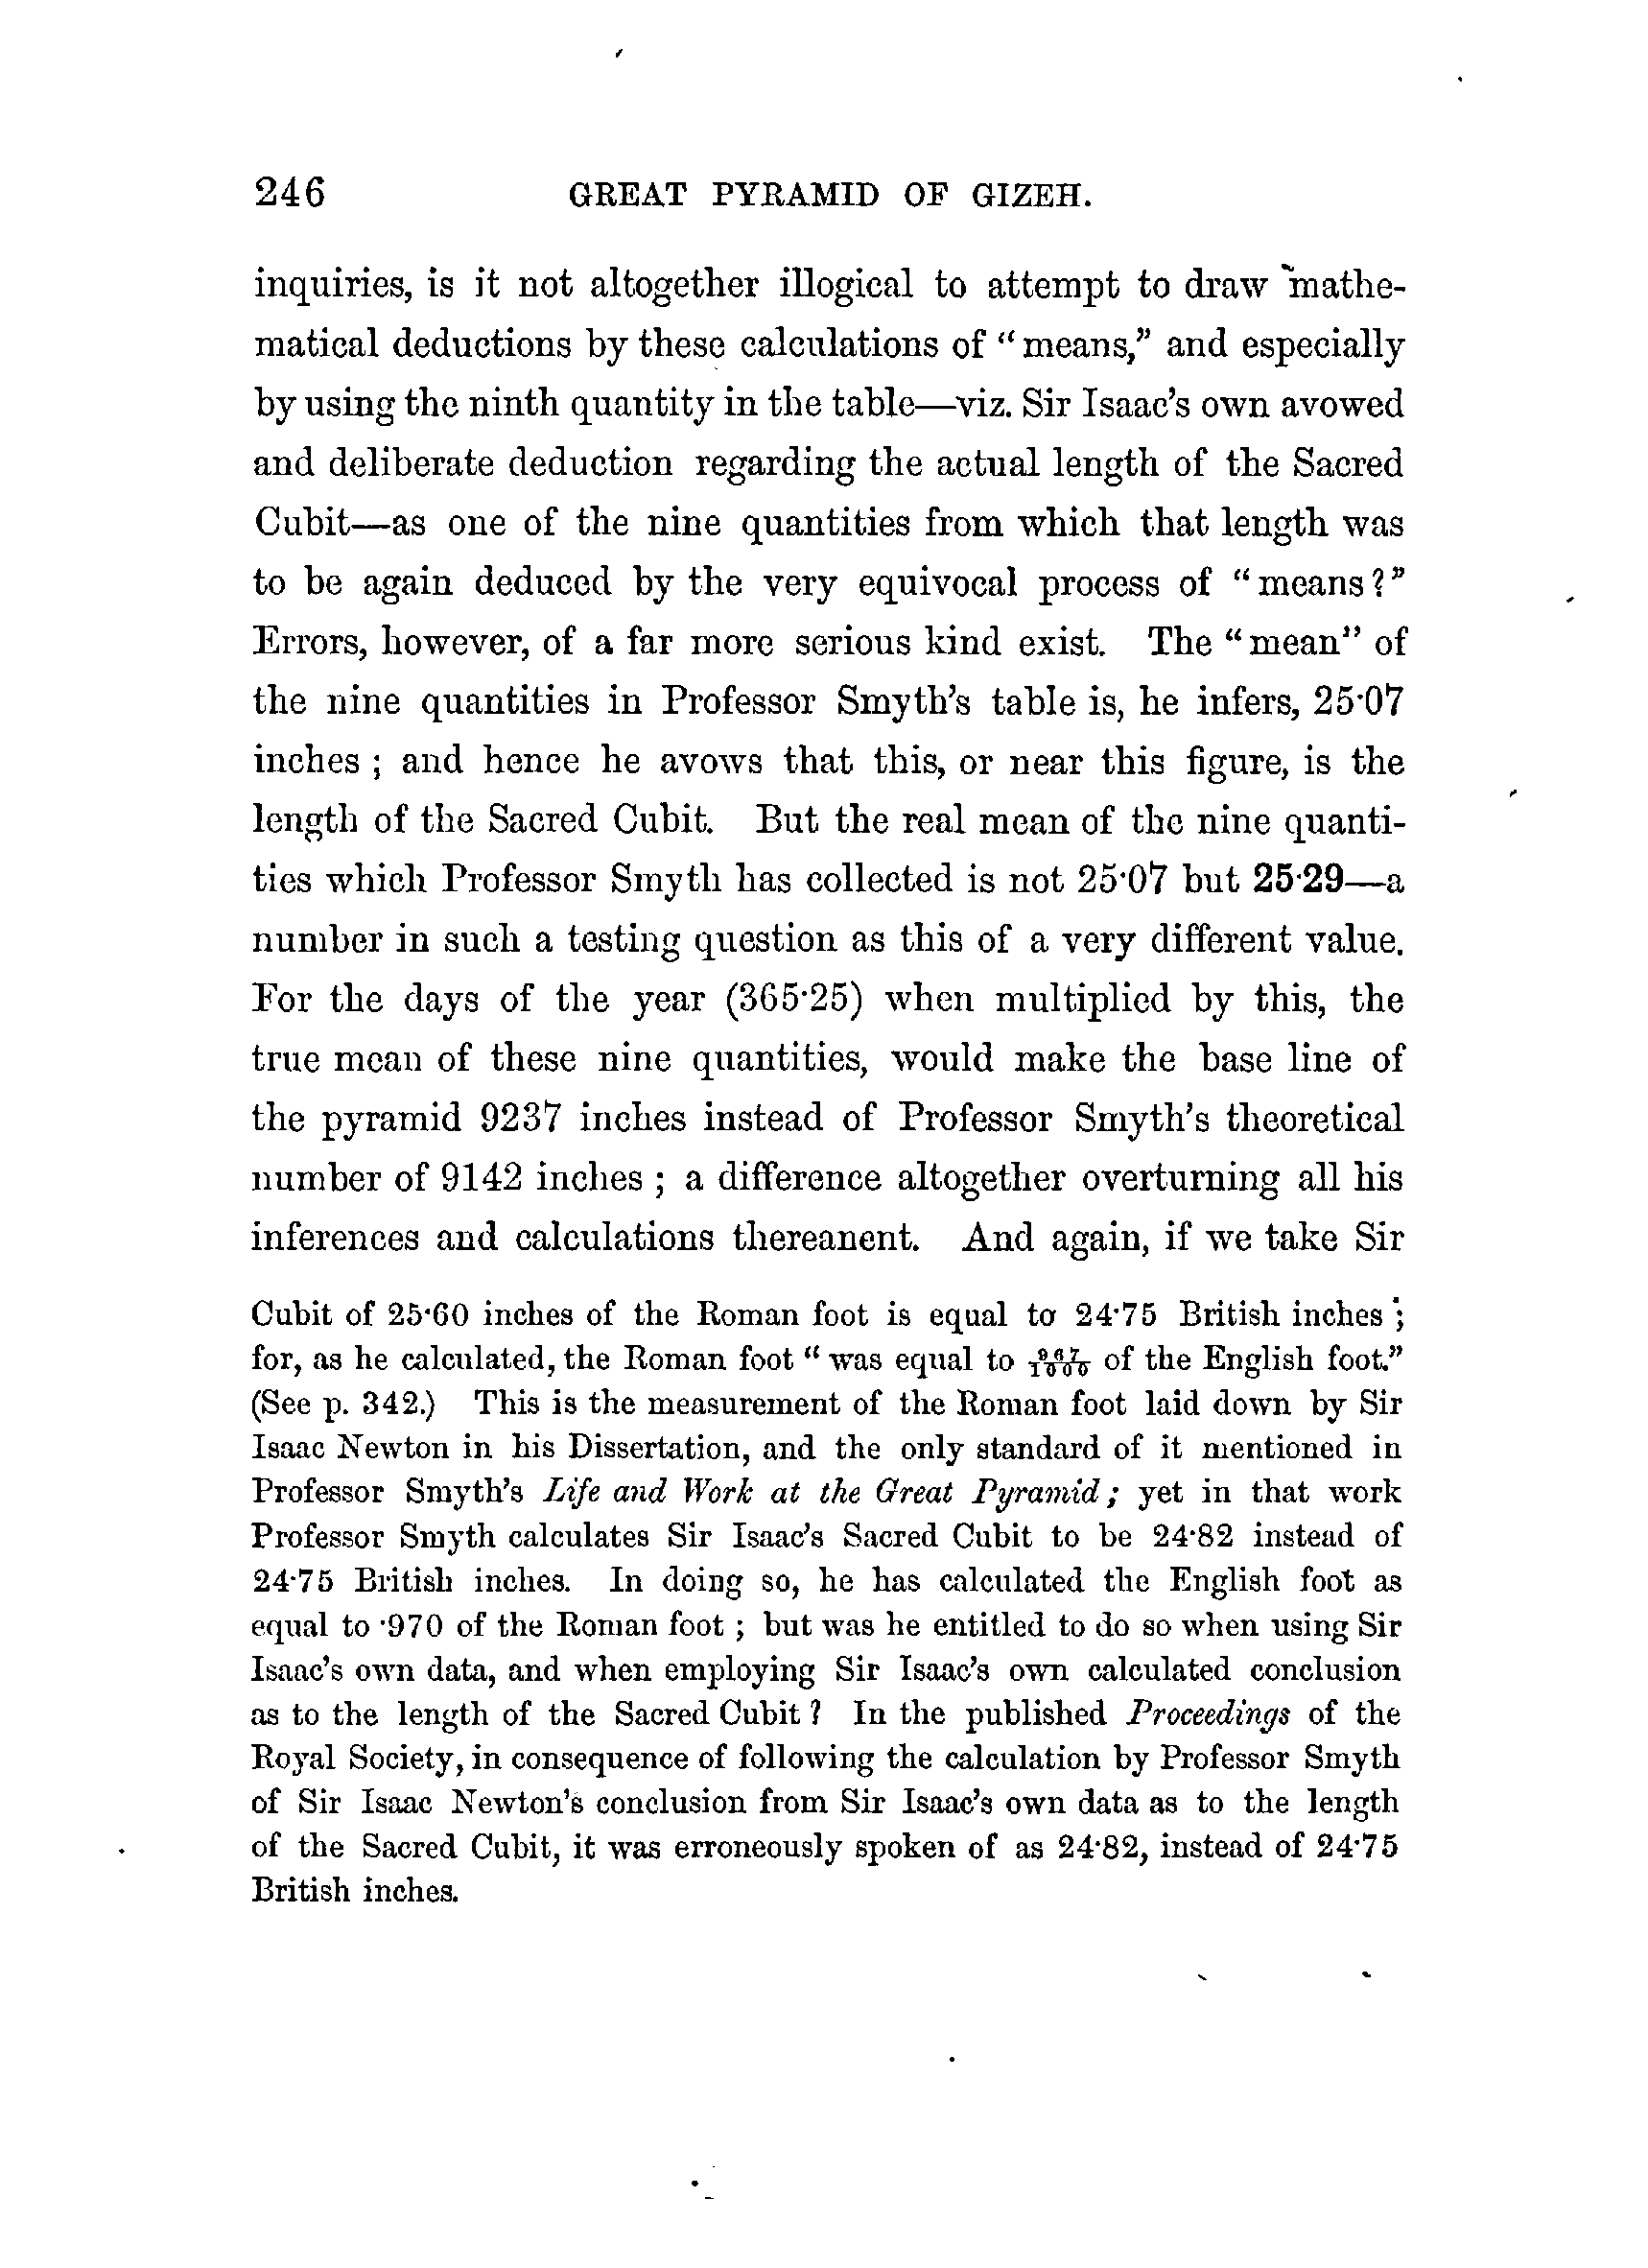 246 GREAT PYRAMID OF GIZEH.
inquiries, is it not altogether illogical to attempt to draw mathe-
matical deductions by these calculations of "means," and especially
by using the ninth quantity in the table—viz. Sir Isaac's own avowed
and deliberate deduction regarding the actual length of the Sacred
Cubit—as one of the nine quantities from which that length was
to be again deduced by the very equivocal process of "means?"
Errors, however, of a far more serious kind exist. The "mean" of
the nine quantities in Professor Smyth's table is, he infers, 25·07
inches ; and hence he avows that this, or near this figure, is the
length of the Sacred Cubit. But the real mean of the nine quanti-
ties which Professor Smyth has collected is not 25·07 but 25·29—a
number in such a testing question as this of a very different value.
For the days of the year (365·25) when multiplied by this, the
true mean of these nine quantities, would make the base line of
the pyramid 9237 inches instead of Professor Smyth's theoretical
number of 9142 inches ; a difference altogether overturning all his
inferences and calculations thereanent. And again, if we take Sir
Cubit of 25·60 inches of the Roman foot is equal to 24·75 British inches ;
for, as he calculated, the Roman foot "was equal to 967/1000 of the English foot."
(See p. 342.) This is the measurement of the Roman foot laid down by Sir
Isaac Newton in his Dissertation, and the only standard of it mentioned in
Professor Smyth's Life and Work at the Great Pyramid ; yet in that work
Professor Smyth calculates Sir Isaac's Sacred Cubit to be 24·82 instead of
24·75 British inches. In doing so, he has calculated the English foot as
equal to ·970 of the Roman foot ; but was he entitled to do so when using Sir
Isaac's own data, and when employing Sir Isaac's own calculated conclusion
as to the length of the Sacred Cubit ? In the published Proceedings of the
Royal Society, in consequence of following the calculation by Professor Smyth
of Sir Isaac Newton's conclusion from Sir Isaac's own data as to the length
of the Sacred Cubit, it was erroneously spoken of as 24·82, instead of 24·75
British inches.